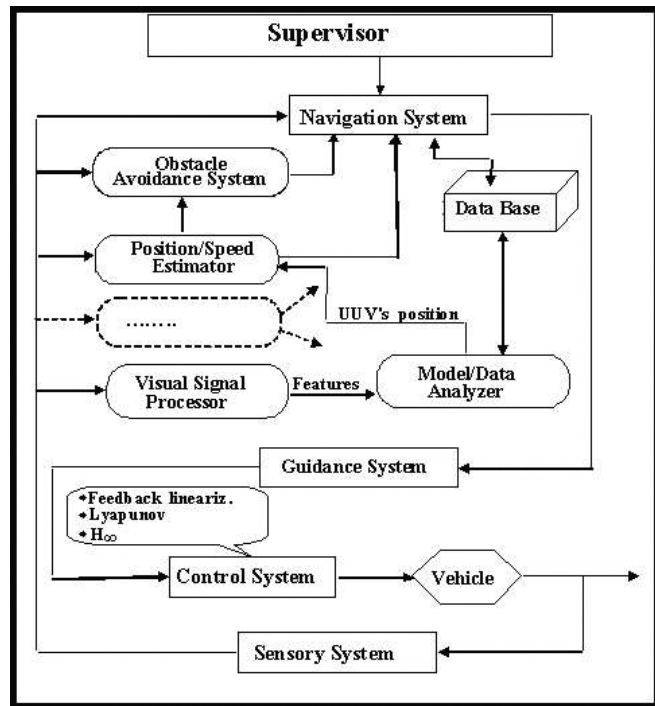 Supervisor
Navigation System
Obstacle
Avoidance System
Data Base
Position/Speed
Estimator
UUV's position
........
Visual Signal
Processor
Features
Model/Data
Analyzer
Guidance System
Feedback lineariz.
Lyapunov
H∞
Control System
Vehicle
Sensory System